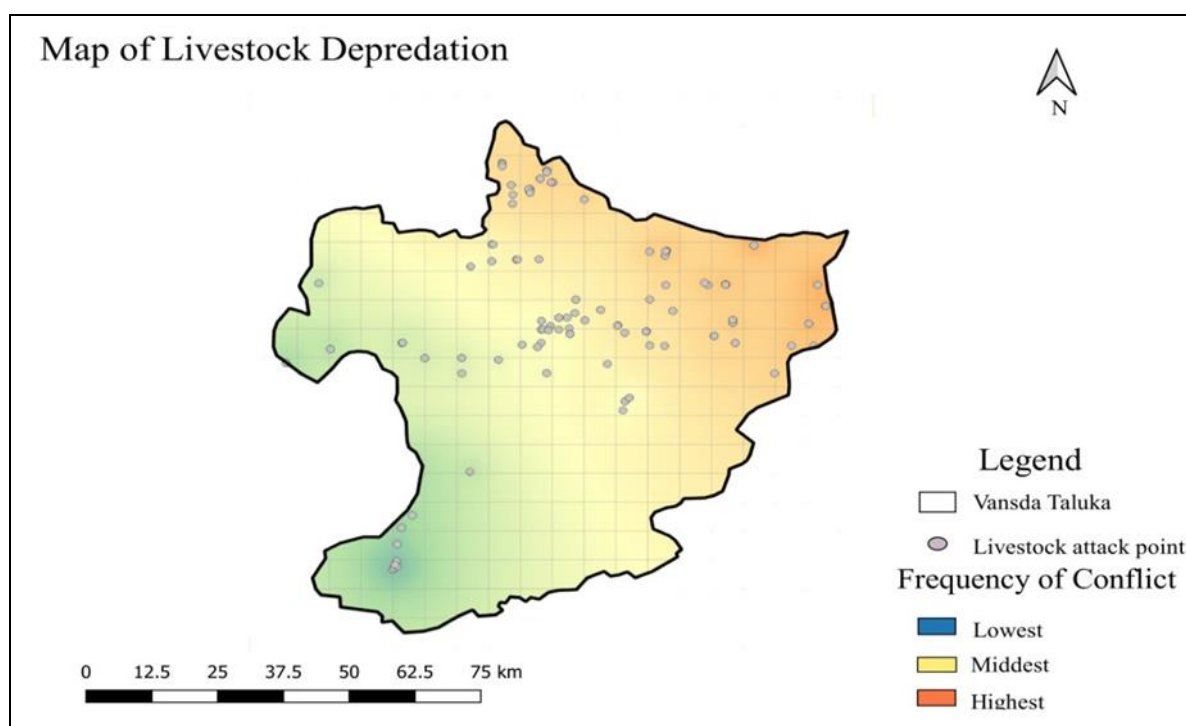 Map of Livestock Depredation
N
Legend
Vansda Taluka
Livestock attack point
Frequency of Conflict
Lowest
Middest
Highest
0 12.5 25 37.5 50 62.5 75 km